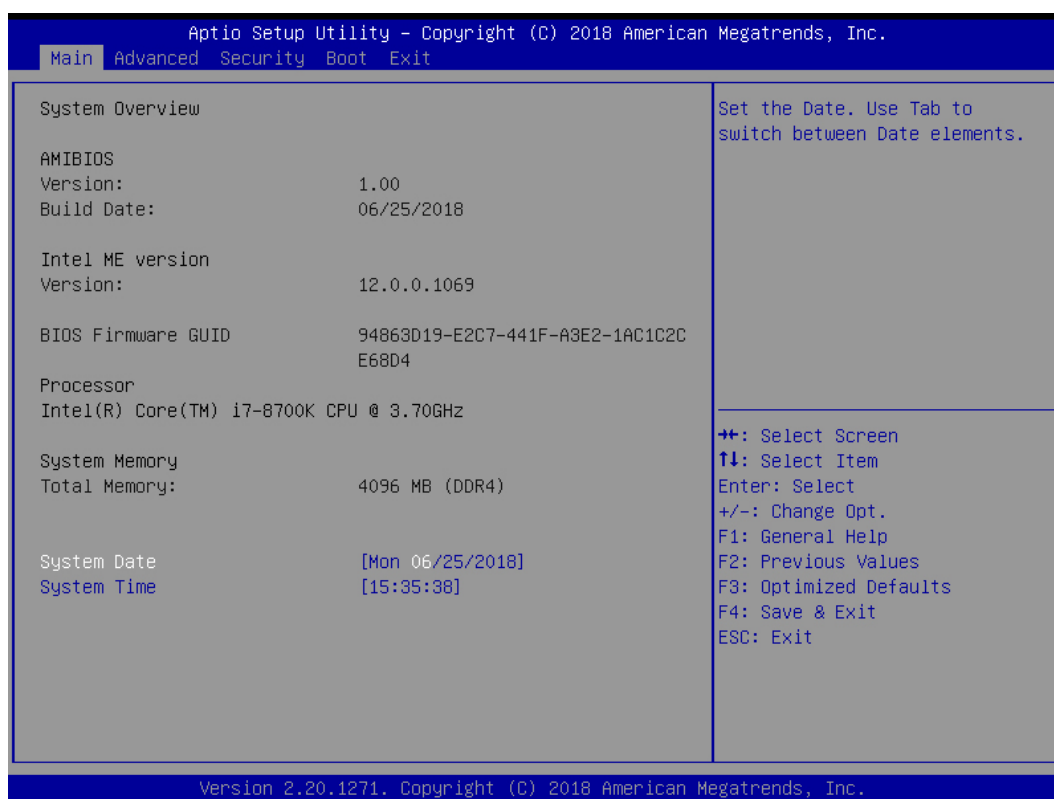 Aptio Setup Utility – Copyright (C) 2018 American Megatrends, Inc.
Main Advanced Security Boot Exit
System Overview
AMIBIOS
Version: 1.00
Build Date: 06/25/2018
Intel ME version
Version: 12.0.0.1069
BIOS Firmware GUID 94863D19-E2C7-441F-A3E2-1AC1C2C
E68D4
Processor
Intel(R) Core(TM) i7-8700K CPU @ 3.70GHz
System Memory
Total Memory: 4096 MB (DDR4)
System Date [Mon 06/25/2018]
System Time [15:35:38]
Set the Date. Use Tab to
switch between Date elements.
→←: Select Screen
↑↓: Select Item
Enter: Select
+/-: Change Opt.
F1: General Help
F2: Previous Values
F3: Optimized Defaults
F4: Save & Exit
ESC: Exit
Version 2.20.1271. Copyright (C) 2018 American Megatrends, Inc.